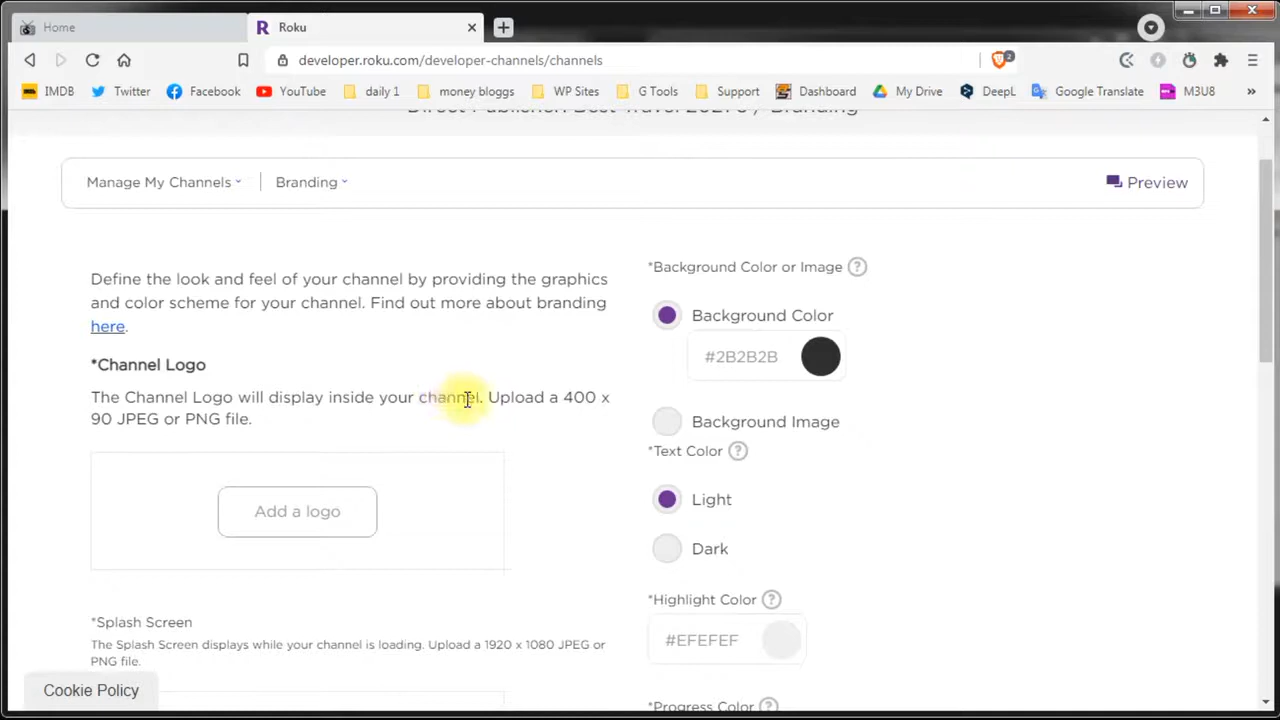 Home
Roku
developer.roku.com/developer-channels/channels
2
IMDB Twitter Facebook YouTube daily 1 money bloggs WP Sites G Tools Support Dashboard My Drive DeepL Google Translate M3U8 »
Manage My Channels Branding Preview
Define the look and feel of your channel by providing the graphics
and color scheme for your channel. Find out more about branding
here.
*Channel Logo
The Channel Logo will display inside your channel. Upload a 400 x
90 JPEG or PNG file.
Add a logo
*Splash Screen
The Splash Screen displays while your channel is loading. Upload a 1920 x 1080 JPEG or
PNG file.
Cookie Policy
*Background Color or Image ?
Background Color
#2B2B2B
Background Image
*Text Color ?
Light
Dark
*Highlight Color ?
#EFEFEF
*Progress Color ?